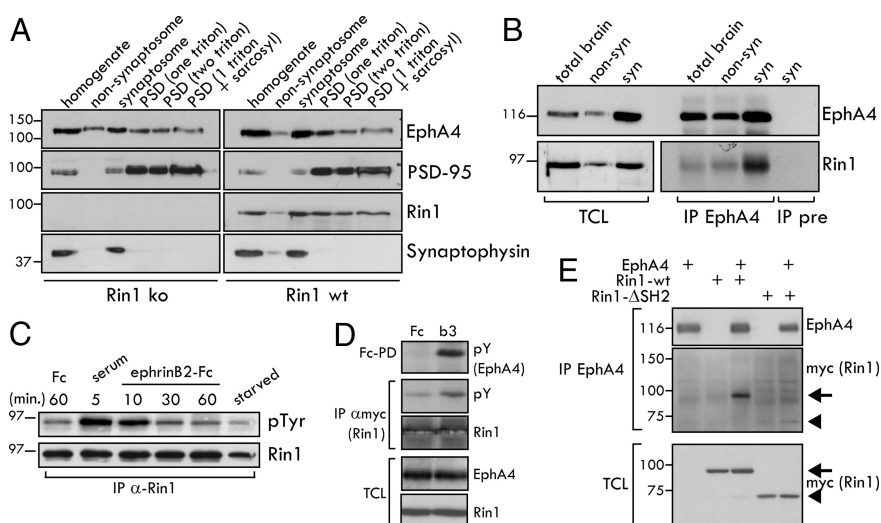 A
homogenate
non-synaptosome
synaptosome
PSD (one triton)
PSD (two triton)
PSD (1 triton
+ sarcosyl)
homogenate
non-synaptosome
synaptosome
PSD (one triton)
PSD (two triton)
PSD (1 triton
+ sarcosyl)
150
100
EphA4
100
PSD-95
100
Rin1
37
Synaptophysin
Rin1 ko
Rin1 wt
B
total brain
non-syn
syn
total brain
non-syn
syn
syn
116
EphA4
97
Rin1
TCL
IP EphA4
IP pre
C
Fc
serum
ephrinB2-Fc
starved
(min.) 60 5 10 30 60
97
pTyr
97
Rin1
IP α-Rin1
D
Fc b3
Fc-PD
pY
(EphA4)
IP αmyc
(Rin1)
pY
Rin1
TCL
EphA4
Rin1
E
EphA4 + + +
Rin1-wt + +
Rin1-ΔSH2 + +
IP EphA4
116
EphA4
150
100
75
myc (Rin1)
TCL
100
75
myc (Rin1)